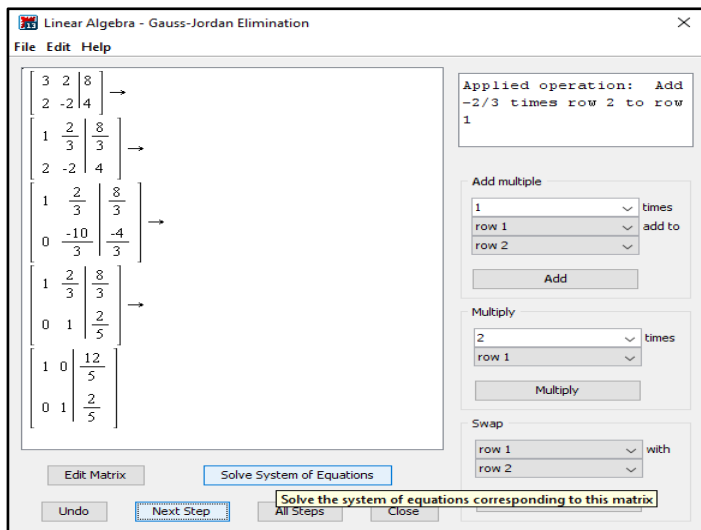 Linear Algebra - Gauss-Jordan Elimination
File Edit Help
3 2 | 8
2 -2 | 4 →
1 2/3 | 8/3
2 -2 | 4 →
1 2/3 | 8/3
0 -10/3 | -4/3 →
1 2/3 | 8/3
0 1 | 2/5 →
1 0 | 12/5
0 1 | 2/5
Applied operation: Add
-2/3 times row 2 to row
1
Add multiple
1 times
row 1 add to
row 2
Add
Multiply
2 times
row 1
Multiply
Swap
row 1 with
row 2
Edit Matrix Solve System of Equations
Solve the system of equations corresponding to this matrix
Undo Next Step All Steps Close